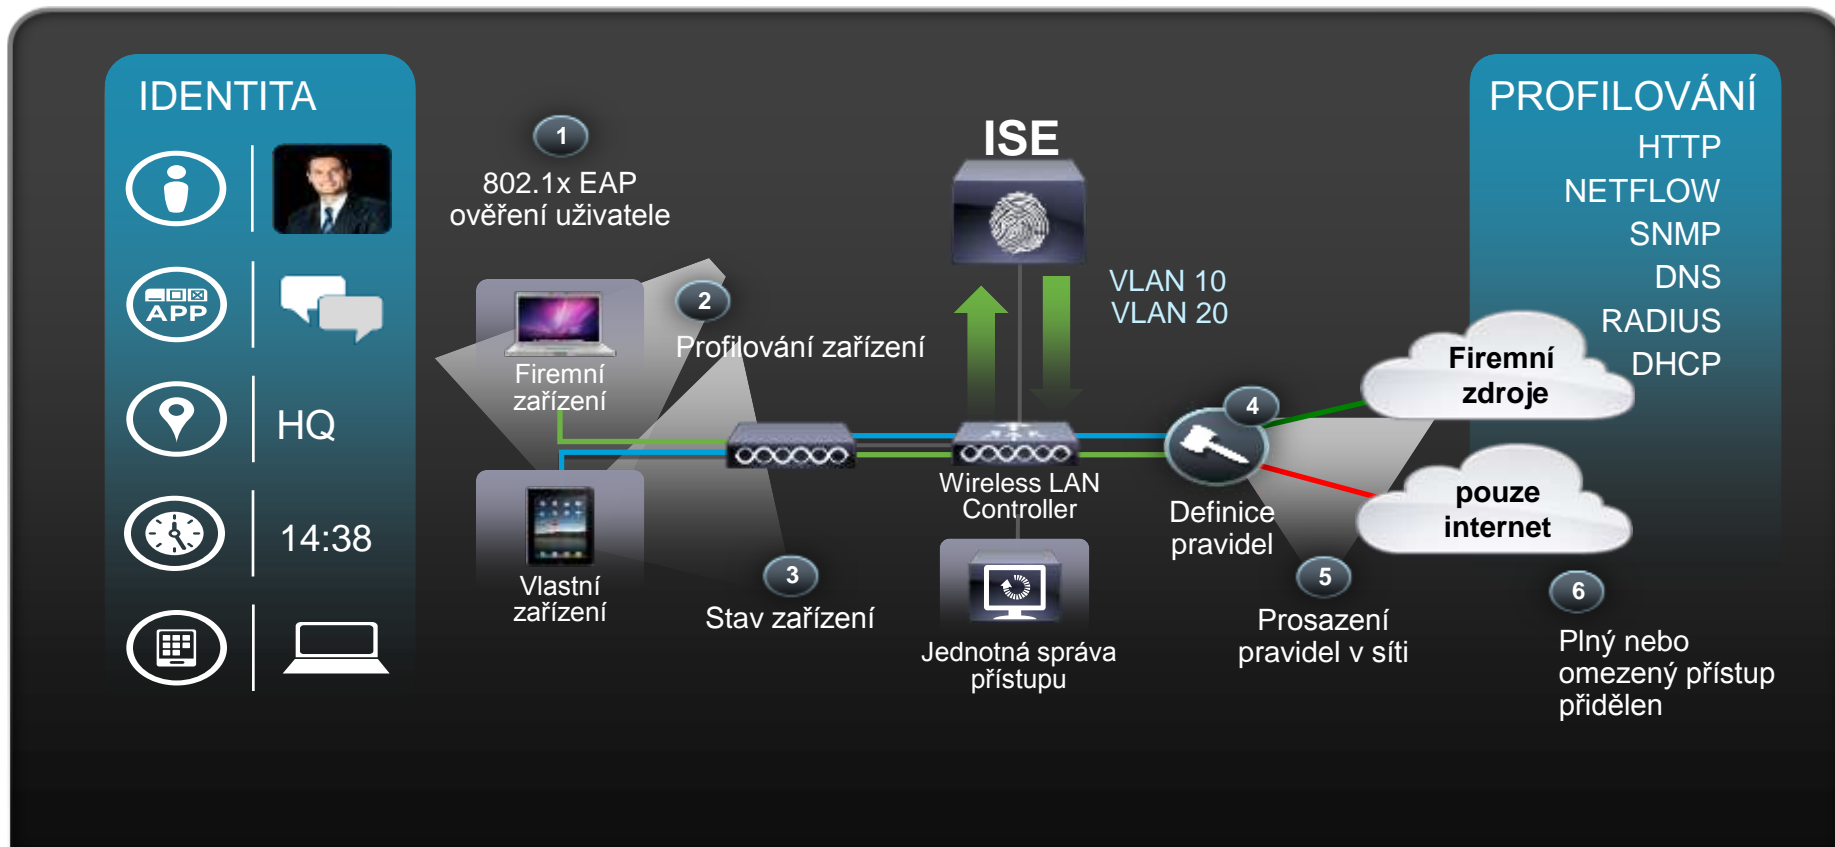 IDENTITA
APP
HQ
14:38
1
802.1x EAP
ověření uživatele
2
Profilování zařízení
Firemní
zařízení
Vlastní
zařízení
3
Stav zařízení
ISE
VLAN 10
VLAN 20
Wireless LAN
Controller
Jednotná správa
přístupu
4
Definice
pravidel
5
Prosazení
pravidel v síti
PROFILOVÁNÍ
HTTP
NETFLOW
SNMP
DNS
RADIUS
DHCP
Firemní
zdroje
pouze
internet
6
Plný nebo
omezený přístup
přidělen